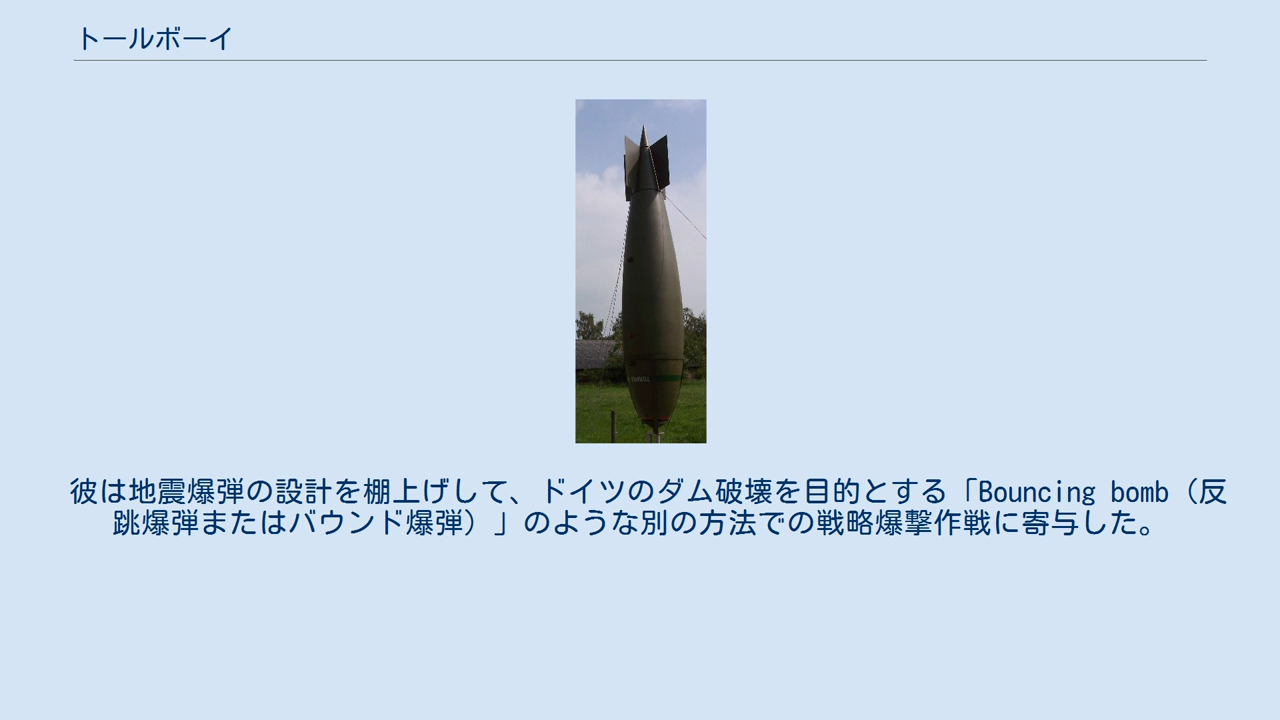 トールボーイ
彼は地震爆弾の設計を棚上げして、ドイツのダム破壊を目的とする「Bouncing bomb（反
跳爆弾またはバウンド爆弾）」のような別の方法での戦略爆撃作戦に寄与した。